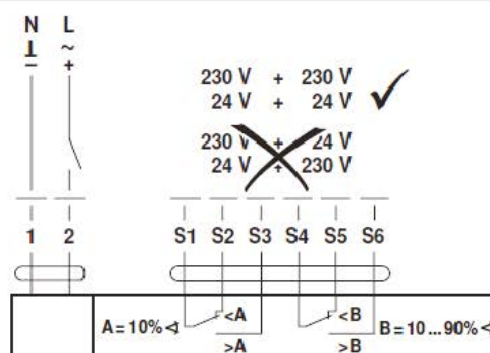 N L
⊥ ~
− +
230 V + 230 V
24 V + 24 V
230 V + 24 V
24 V + 230 V
1 2 S1 S2 S3 S4 S5 S6
<A <B
A = 10% ∢ B = 10 ... 90% ∢
>A >B